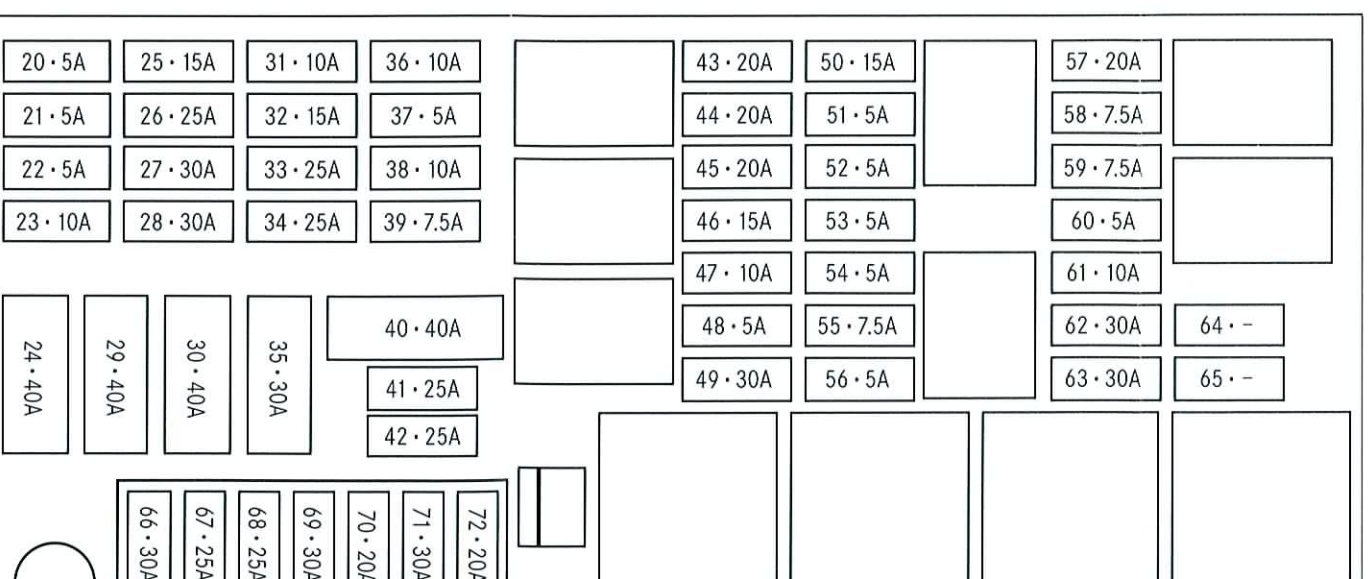 20 · 5A
25 · 15A
31 · 10A
36 · 10A
43 · 20A
50 · 15A
57 · 20A
21 · 5A
26 · 25A
32 · 15A
37 · 5A
44 · 20A
51 · 5A
58 · 7.5A
22 · 5A
27 · 30A
33 · 25A
38 · 10A
45 · 20A
52 · 5A
59 · 7.5A
23 · 10A
28 · 30A
34 · 25A
39 · 7.5A
46 · 15A
53 · 5A
60 · 5A
47 · 10A
54 · 5A
61 · 10A
24 · 40A
29 · 40A
30 · 40A
35 · 30A
40 · 40A
48 · 5A
55 · 7.5A
62 · 30A
64 · -
41 · 25A
49 · 30A
56 · 5A
63 · 30A
65 · -
42 · 25A
66 · 30A
67 · 25A
68 · 25A
69 · 30A
70 · 20A
71 · 30A
72 · 20A